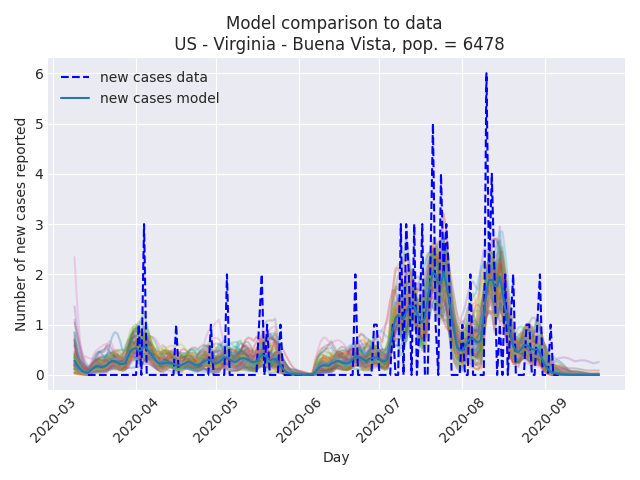 Model comparison to data
US - Virginia - Buena Vista, pop. = 6478
new cases data
new cases model
Number of new cases reported
6
5
4
3
2
1
0
2020-03
2020-04
2020-05
2020-06
2020-07
2020-08
2020-09
Day